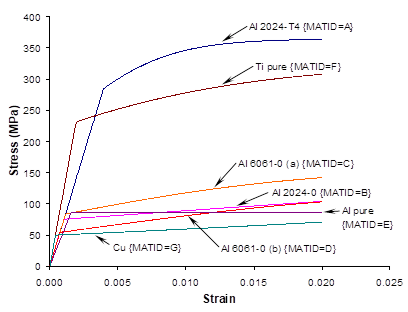 400
350
300
250
200
150
100
50
0
Stress (MPa)
Al 2024-T4 {MATID=A}
Ti pure {MATID=F}
Al 6061-0 (a) {MATID=C}
Al 2024-0 {MATID=B}
Al pure
{MATID=E}
Cu {MATID=G}
Al 6061-0 (b) {MATID=D}
0.000
0.005
0.010
0.015
0.020
0.025
Strain